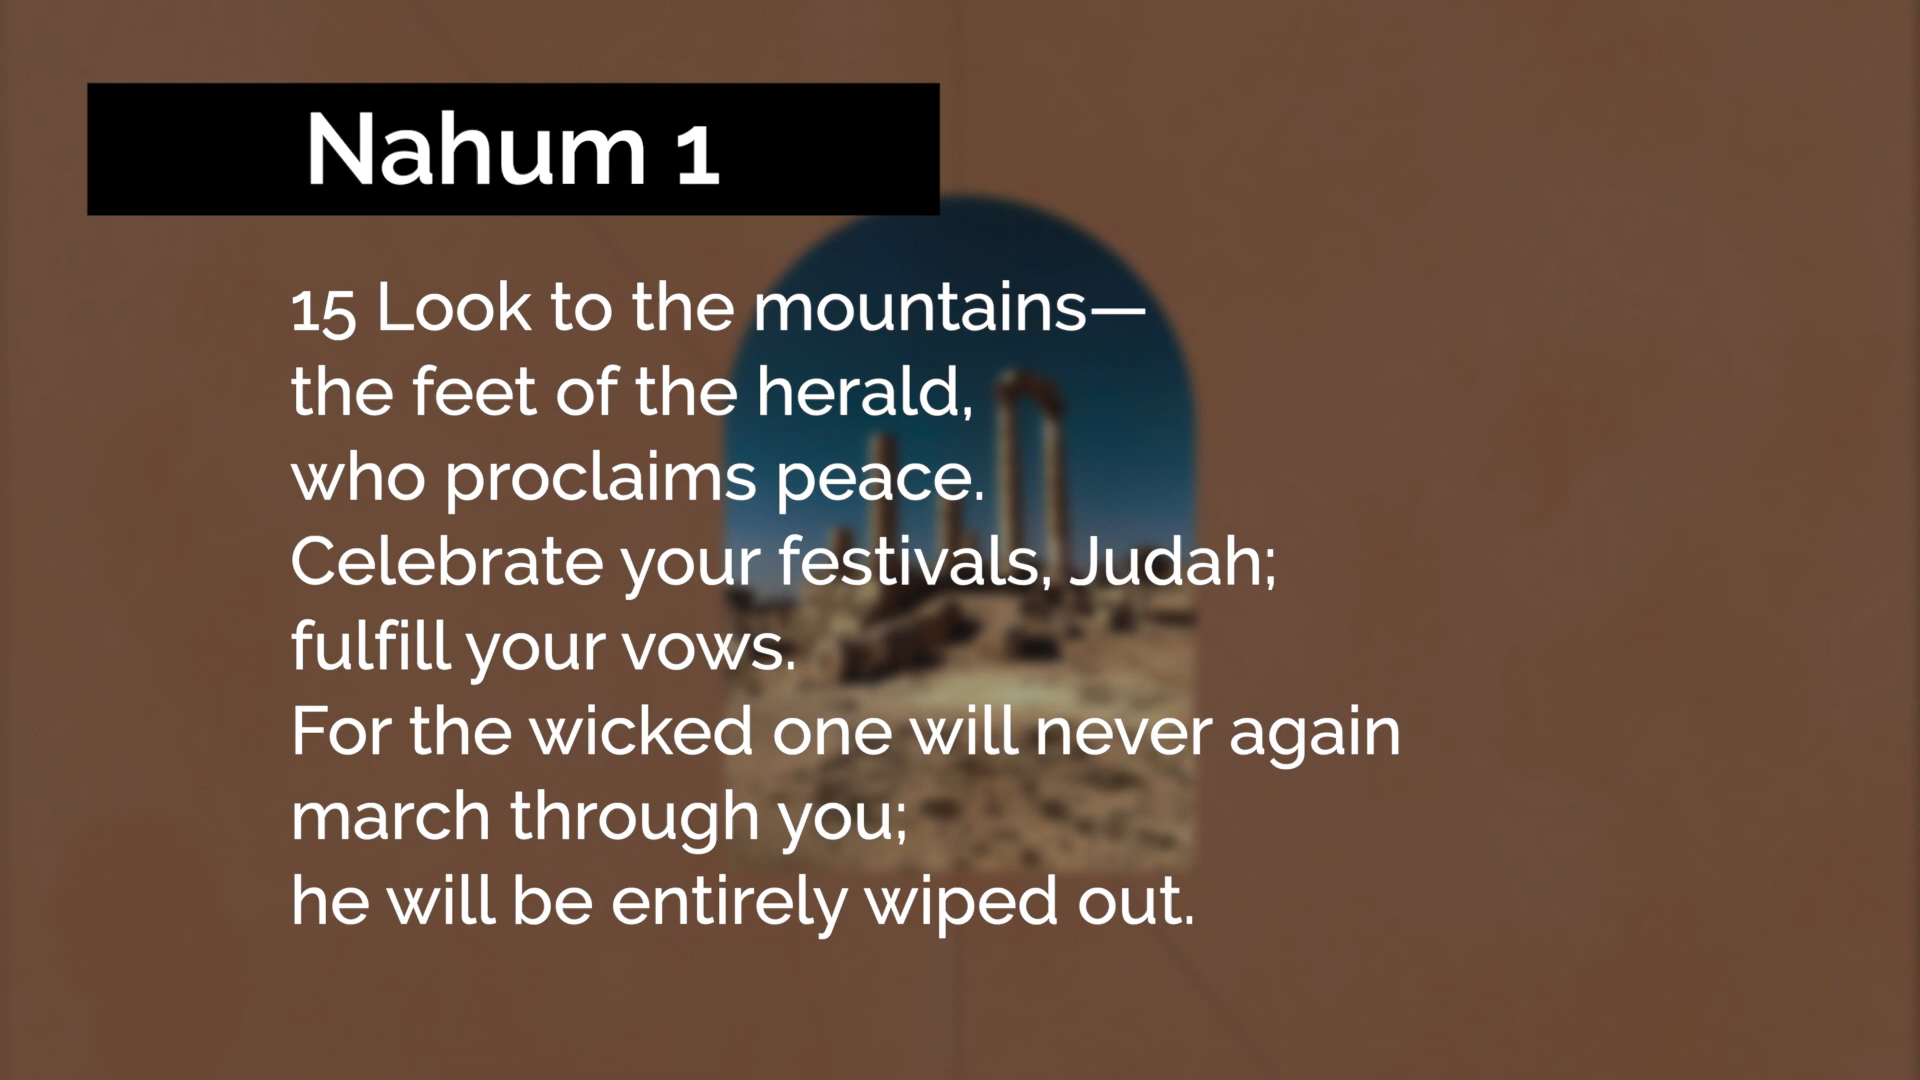 Nahum 1
15 Look to the mountains—
the feet of the herald,
who proclaims peace.
Celebrate your festivals, Judah;
fulfill your vows.
For the wicked one will never again
march through you;
he will be entirely wiped out.